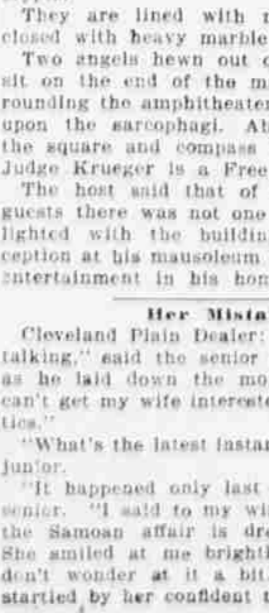 They are lined with
closed with heavy marble
Two angels hewn out
sit on the end of the
rounding the amphitheater
upon the sarcophagi.
the square and compass
Judge Krueger is a Free
The host said that of
guests there was not one
lighted with the buildin
ception at his mausoleum
entertainment in his hon
Her Mista
Cleveland Plain Dealer:
talking," said the senior
as he laid down the mo
can't get my wife intereste
tics."
"What's the latest instan
junior.
"It happened only last
senior. "I said to my wi
the Samoan affair is dra
She smiled at me brightl
don't wonder at it a bit
startled by her confident